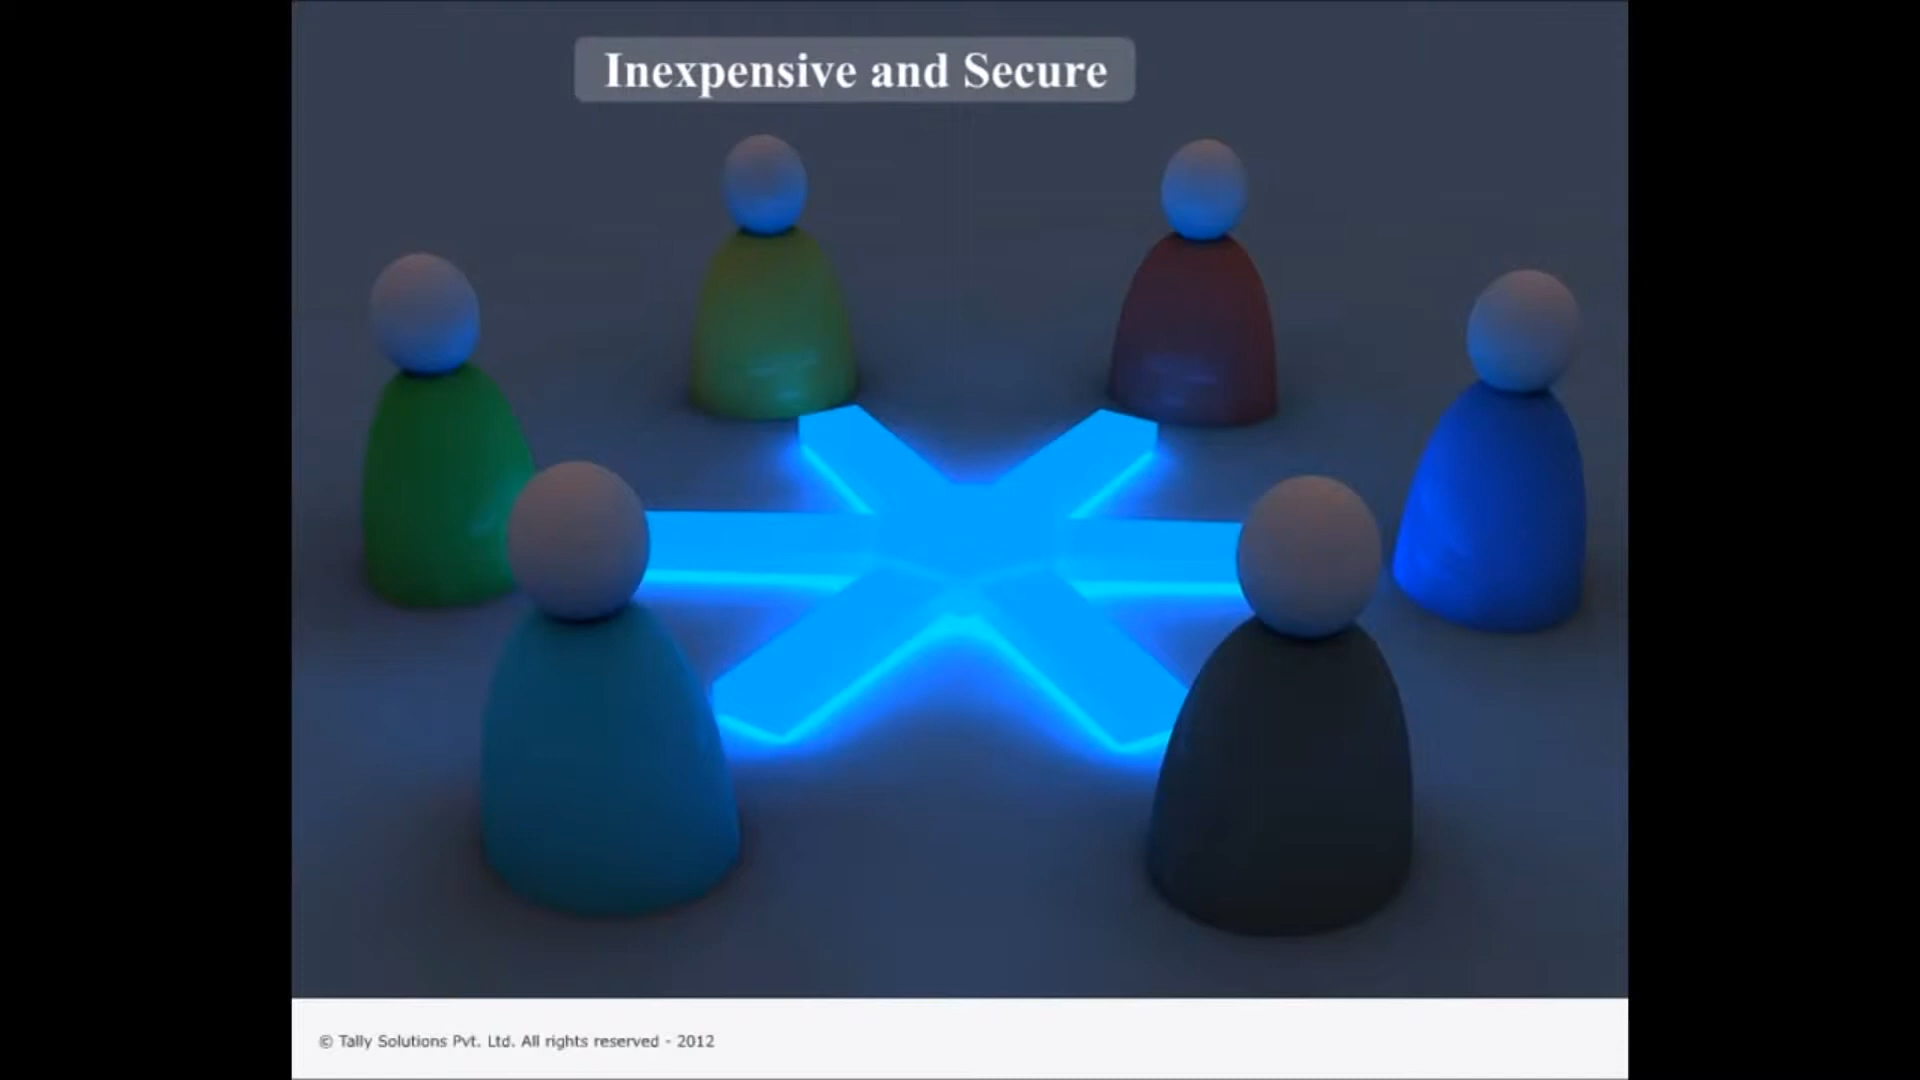 Inexpensive and Secure
© Tally Solutions Pvt. Ltd. All rights reserved - 2012